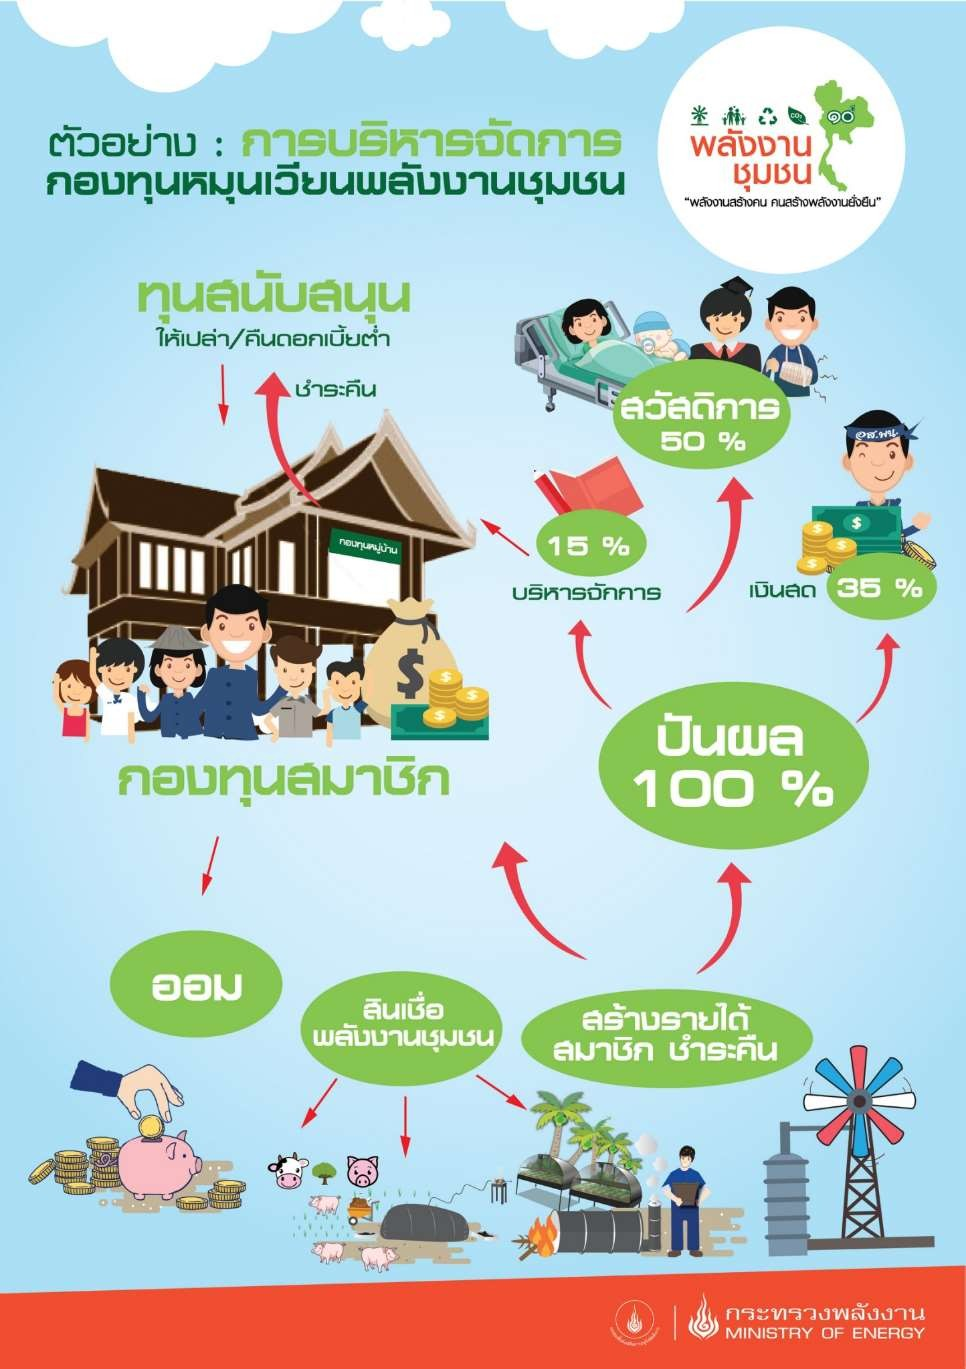 ตัวอย่าง : การบริหารจัดการ
กองทุนหมุนเวียนพลังงานชุมชน
๑๐
CO2
พลังงาน
ชุมชน
“พลังงานสร้างคน คนสร้างพลังงานยั่งยืน”
ทุนสนับสนุน
ให้เปล่า/คืนดอกเบี้ยต่ำ
ชำระคืน
สวัสดิการ
50 %
อส.พน.
กองทุนหมู่บ้าน
15 %
บริหารจักการ
เงินสด 35 %
ปันผล
100 %
กองทุนสมาชิก
ออม
สินเชื่อ
พลังงานชุมชน
สร้างรายได้
สมาชิก ชำระคืน
กระทรวงพลังงาน
MINISTRY OF ENERGY